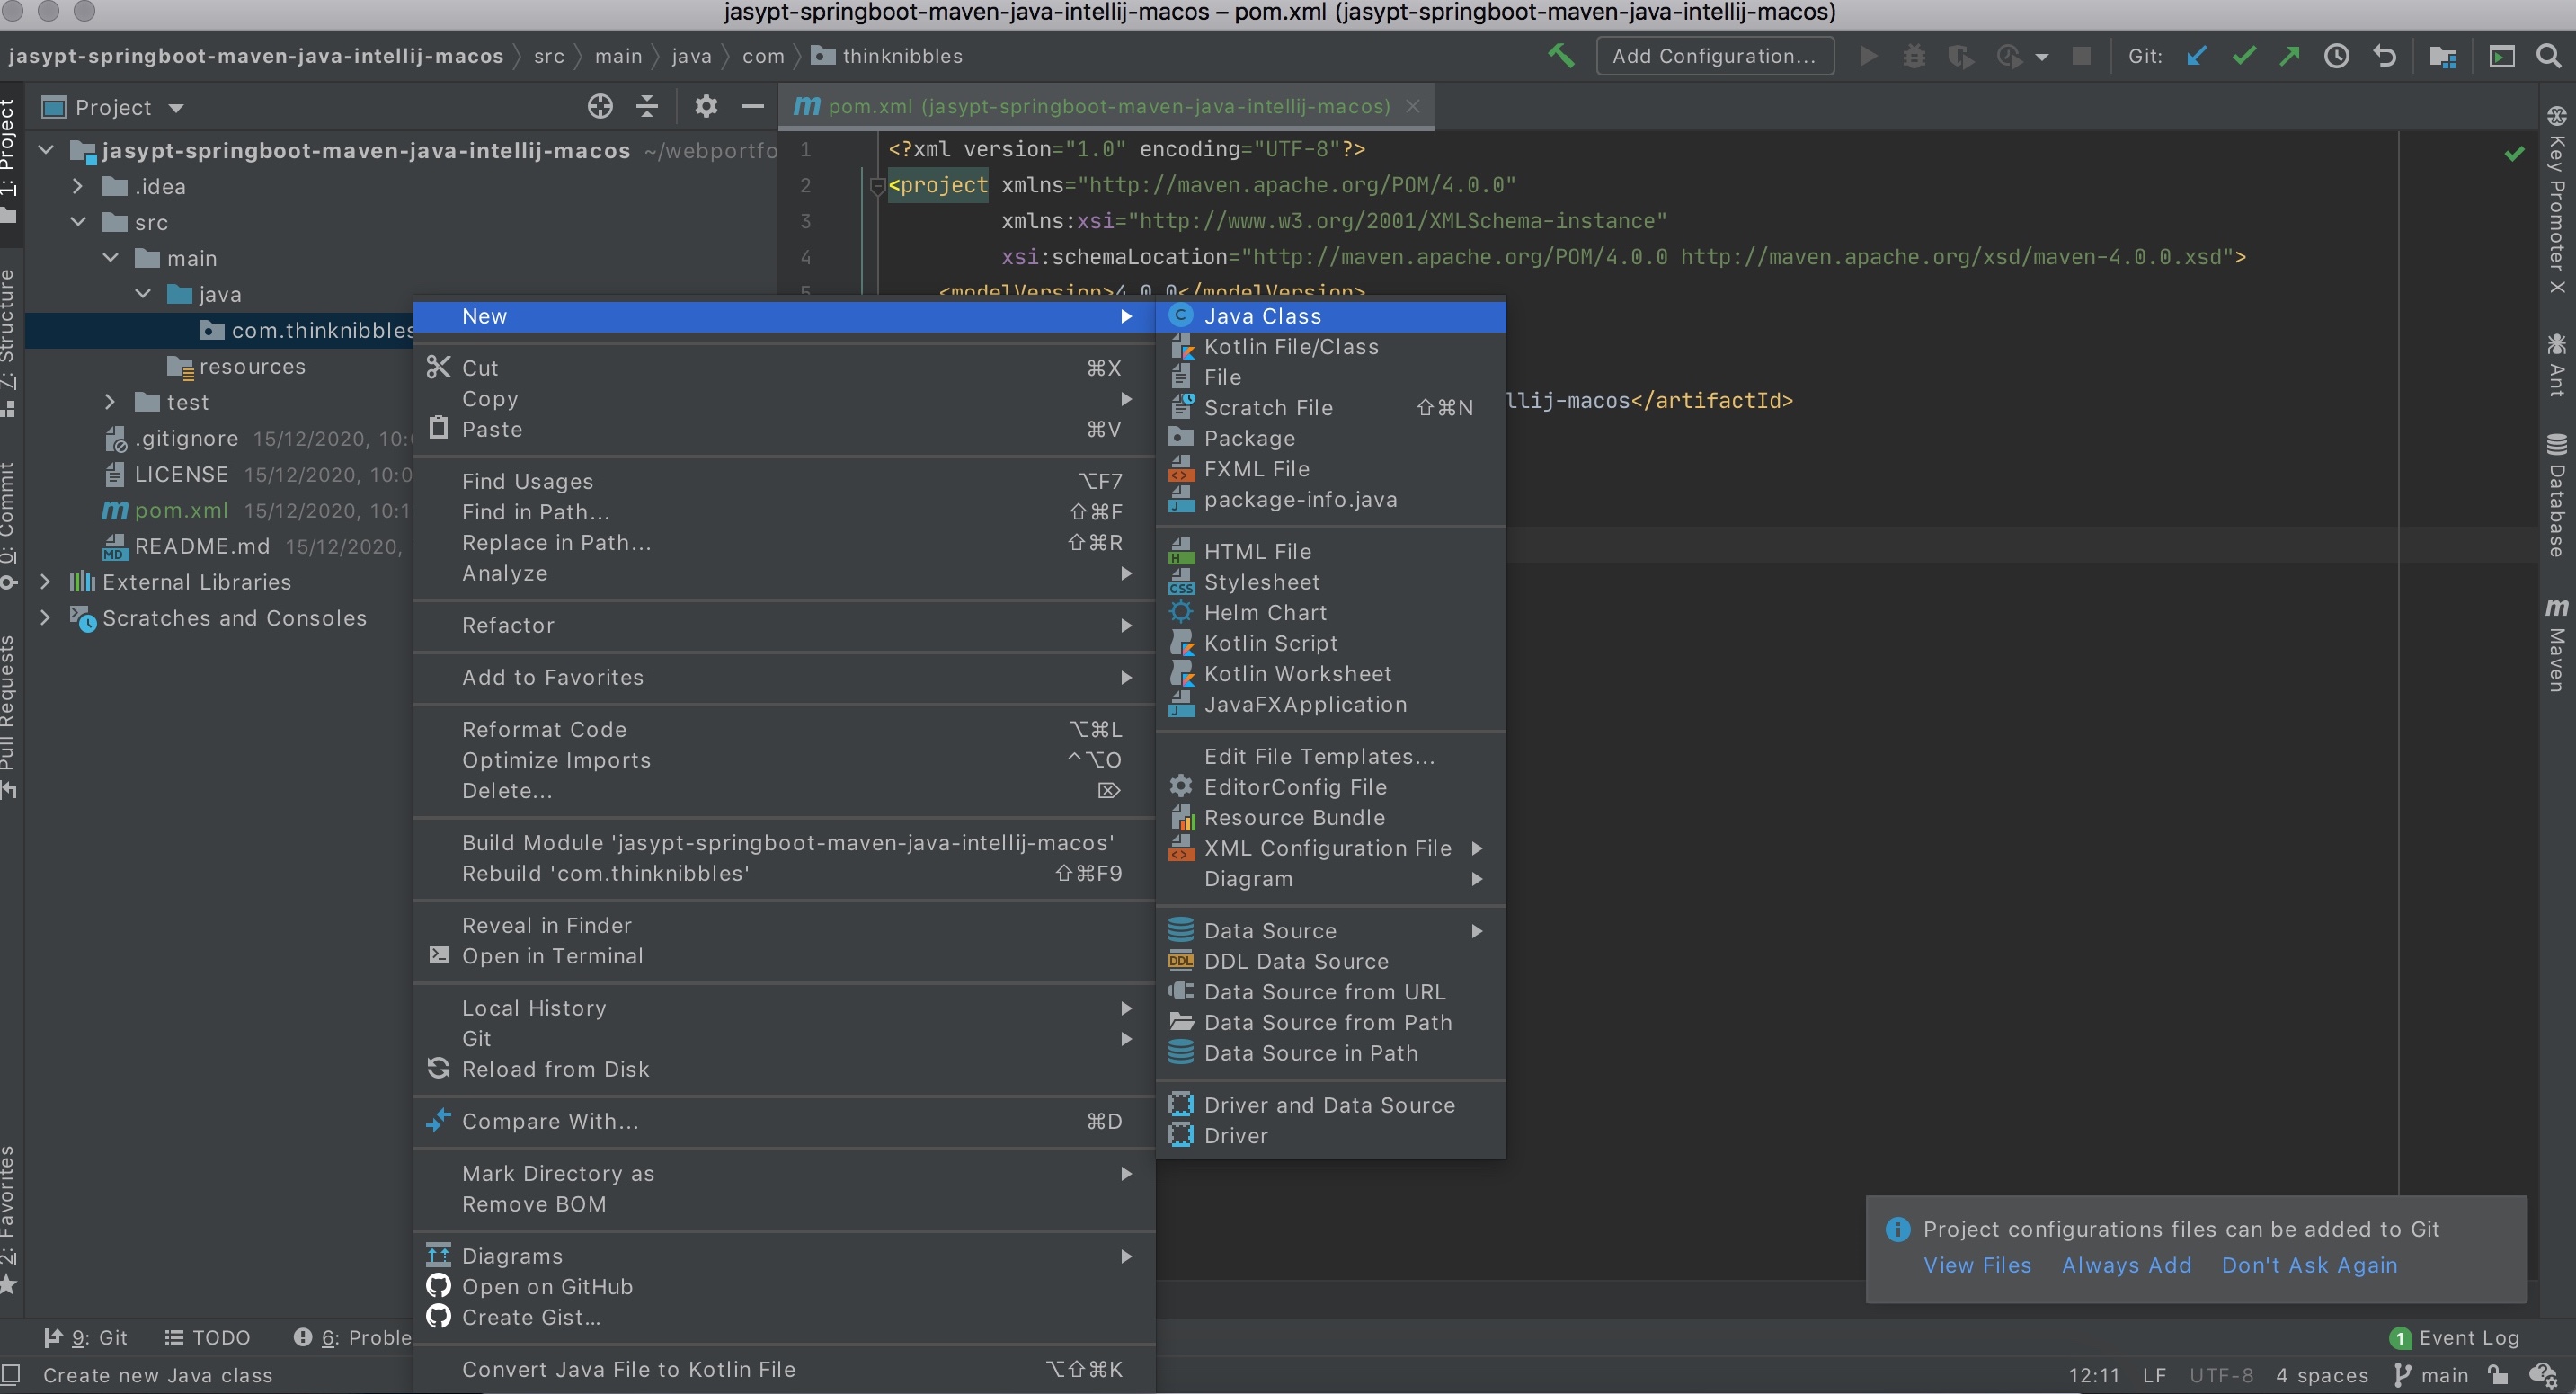 jasypt-springboot-maven-java-intellij-macos – pom.xml (jasypt-springboot-maven-java-intellij-macos)
jasypt-springboot-maven-java-intellij-macos src main java com thinknibbles
Add Configuration...
Git:
Project
pom.xml (jasypt-springboot-maven-java-intellij-macos)
jasypt-springboot-maven-java-intellij-macos ~/webportfo
.idea
src
main
java
com.thinknibbles
resources
test
.gitignore 15/12/2020, 10:
LICENSE 15/12/2020, 10:0
pom.xml 15/12/2020, 10:1
README.md 15/12/2020,
External Libraries
Scratches and Consoles
1 <?xml version="1.0" encoding="UTF-8"?>
2 <project xmlns="http://maven.apache.org/POM/4.0.0"
3 xmlns:xsi="http://www.w3.org/2001/XMLSchema-instance"
4 xsi:schemaLocation="http://maven.apache.org/POM/4.0.0 http://maven.apache.org/xsd/maven-4.0.0.xsd">
5 <modelVersion>4.0.0</modelVersion>
llij-macos</artifactId>
New
Cut ⌘X
Copy
Paste ⌘V
Find Usages ⌥F7
Find in Path... ⇧⌘F
Replace in Path... ⇧⌘R
Analyze
Refactor
Add to Favorites
Reformat Code ⌥⌘L
Optimize Imports ^⌥O
Delete... ⌦
Build Module 'jasypt-springboot-maven-java-intellij-macos'
Rebuild 'com.thinknibbles' ⇧⌘F9
Reveal in Finder
Open in Terminal
Local History
Git
Reload from Disk
Compare With... ⌘D
Mark Directory as
Remove BOM
Diagrams
Open on GitHub
Create Gist...
Convert Java File to Kotlin File ⌥⇧⌘K
Java Class
Kotlin File/Class
File
Scratch File ⇧⌘N
Package
FXML File
package-info.java
HTML File
Stylesheet
Helm Chart
Kotlin Script
Kotlin Worksheet
JavaFXApplication
Edit File Templates...
EditorConfig File
Resource Bundle
XML Configuration File
Diagram
Data Source
DDL Data Source
Data Source from URL
Data Source from Path
Data Source in Path
Driver and Data Source
Driver
1: Project
7: Structure
0: Commit
Pull Requests
2: Favorites
Key Promoter X
Ant
Database
Maven
Project configurations files can be added to Git
View Files Always Add Don't Ask Again
9: Git TODO 6: Proble
1 Event Log
Create new Java class
12:11 LF UTF-8 4 spaces main